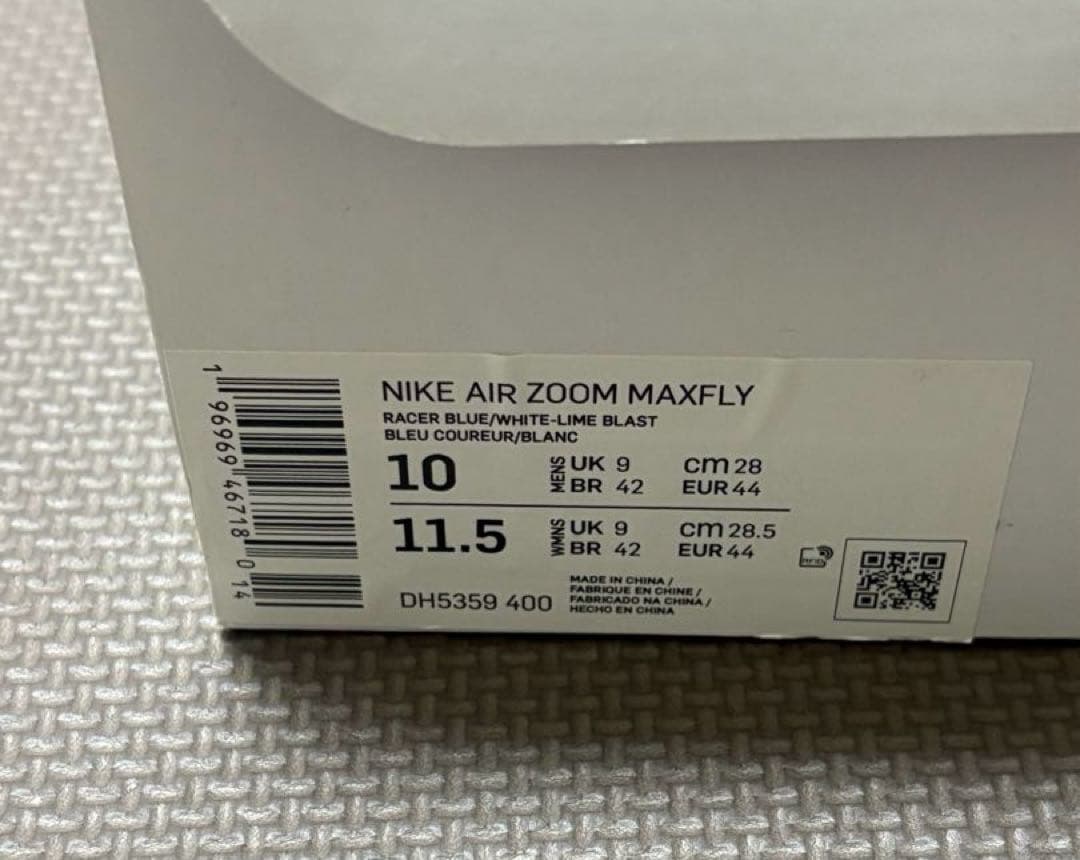 NIKE AIR ZOOM MAXFLY
RACER BLUE/WHITE-LIME BLAST
BLEU COUREUR/BLANC
10 MENS UK 9 cm 28
BR 42 EUR 44
11.5 WMNS UK 9 cm 28.5
BR 42 EUR 44
DH5359 400
MADE IN CHINA /
FABRIQUE EN CHINE /
FABRICADO NA CHINA /
HECHO EN CHINA
RFID
1 96969 46718 0 14